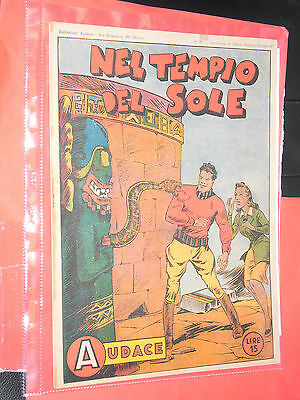 NEL TEMPIO
DEL SOLE
AUDACE
LIRE
15